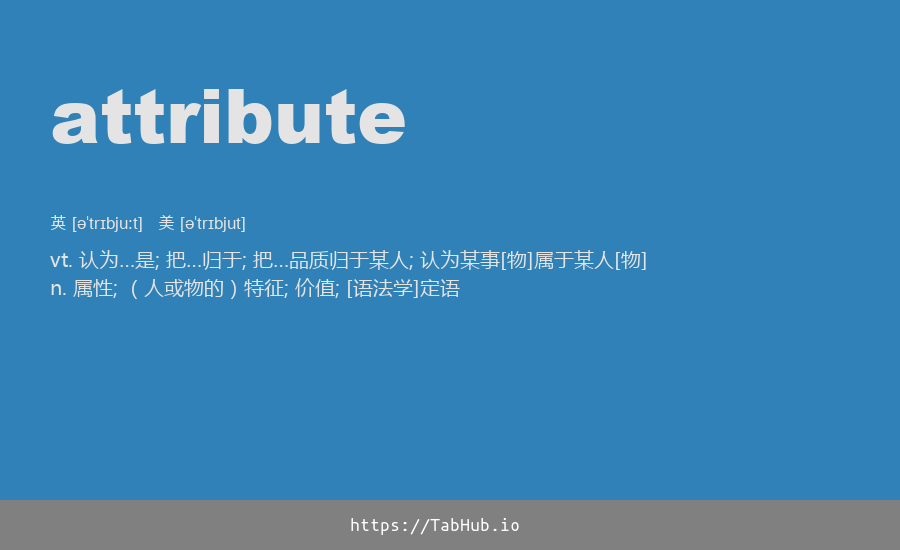 attribute
英 [ə'trɪbjuːt] 美 [ə'trɪbjut]
vt. 认为…是; 把…归于; 把…品质归于某人; 认为某事[物]属于某人[物]
n. 属性; （人或物的）特征; 价值; [语法学]定语
https://TabHub.io